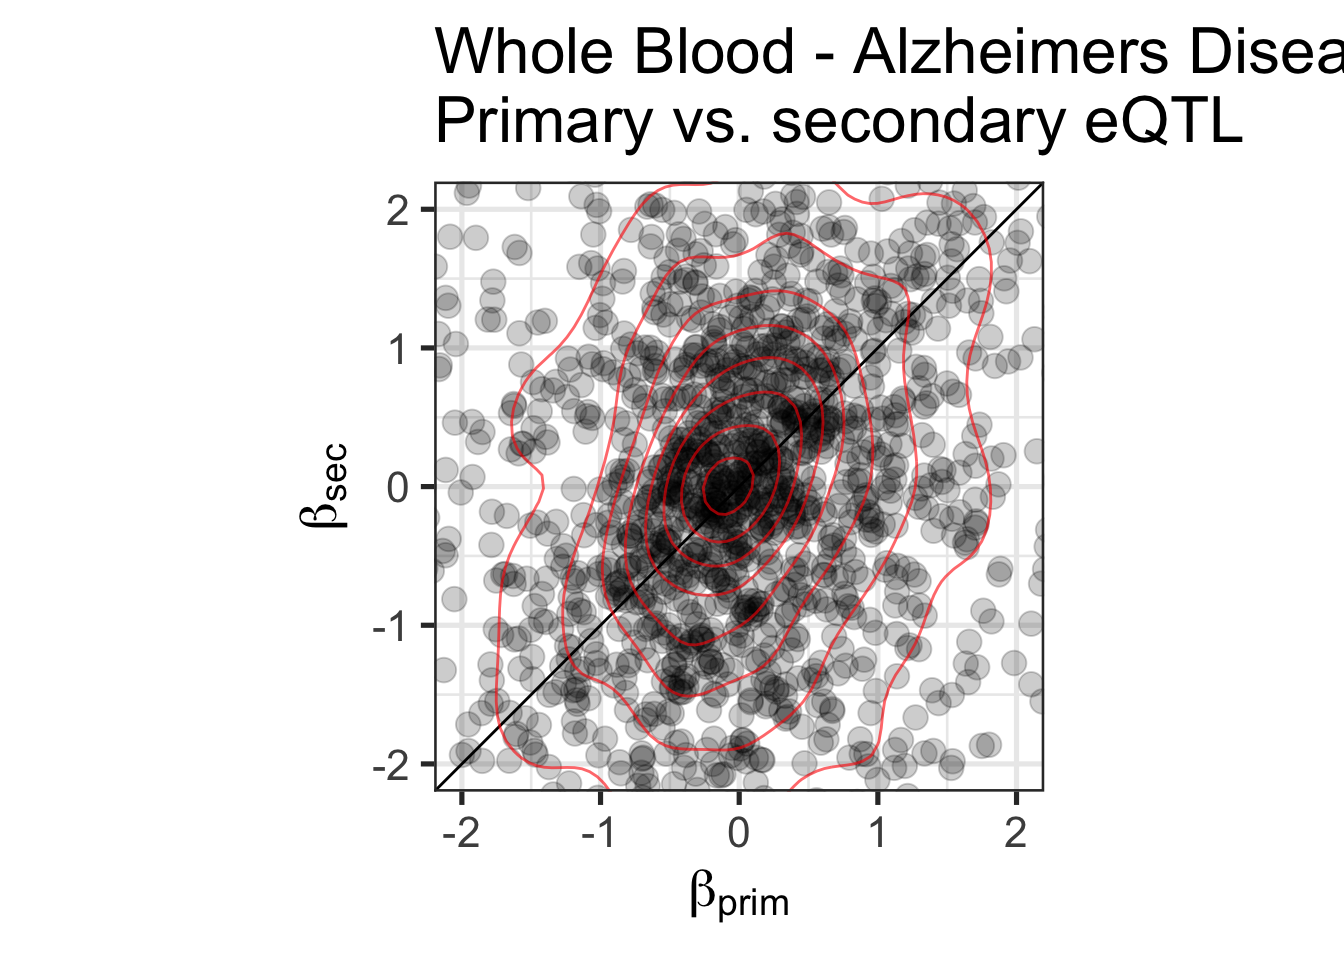 Whole Blood - Alzheimers Disea
Primary vs. secondary eQTL
2
1
0
-1
-2
βsec
-2 -1 0 1 2
βprim